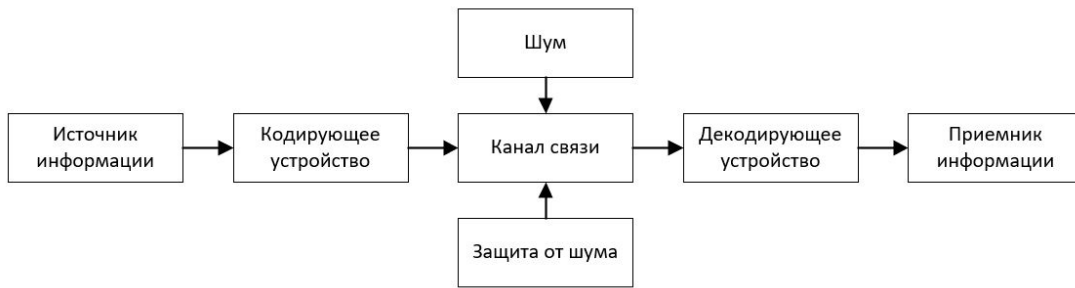 Шум
Источник
информации
Кодирующее
устройство
Канал связи
Декодирующее
устройство
Приемник
информации
Защита от шума